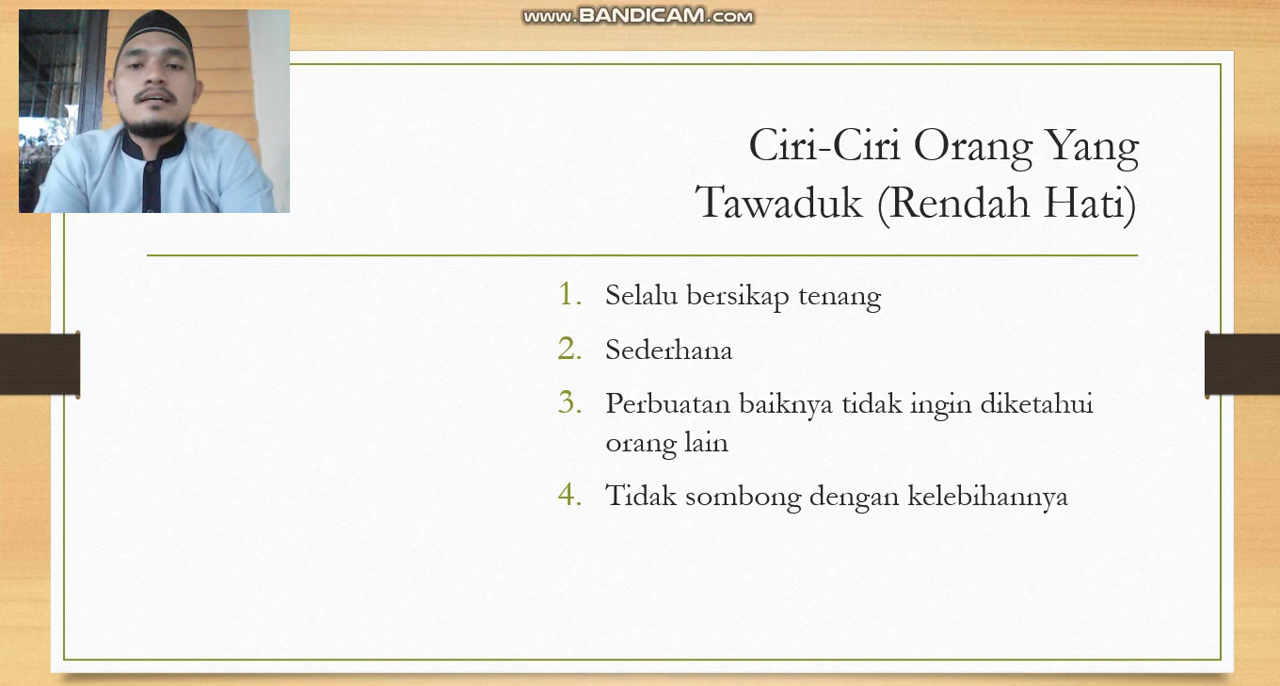 www.BANDICAM.com
Ciri-Ciri Orang Yang
Tawaduk (Rendah Hati)
1. Selalu bersikap tenang
2. Sederhana
3. Perbuatan baiknya tidak ingin diketahui
orang lain
4. Tidak sombong dengan kelebihannya